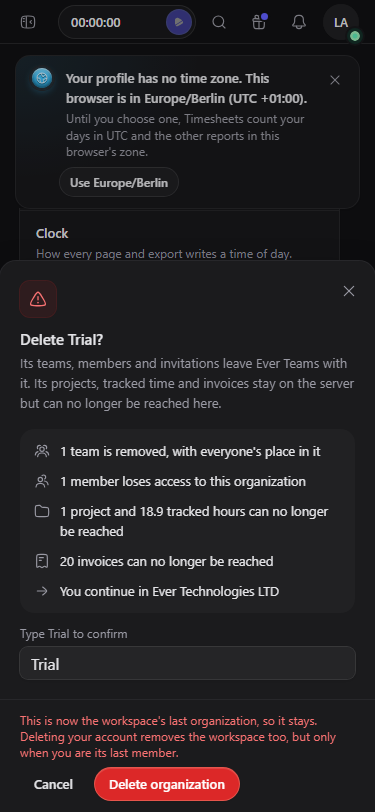 00:00:00
LA
Your profile has no time zone. This
browser is in Europe/Berlin (UTC +01:00).
Until you choose one, Timesheets count your
days in UTC and the other reports in this
browser's zone.
Use Europe/Berlin
Clock
How every page and export writes a time of day.
Delete Trial?
Its teams, members and invitations leave Ever Teams with
it. Its projects, tracked time and invoices stay on the server
but can no longer be reached here.
1 team is removed, with everyone's place in it
1 member loses access to this organization
1 project and 18.9 tracked hours can no longer
be reached
20 invoices can no longer be reached
You continue in Ever Technologies LTD
Type Trial to confirm
Trial
This is now the workspace's last organization, so it stays.
Deleting your account removes the workspace too, but only
when you are its last member.
Cancel
Delete organization